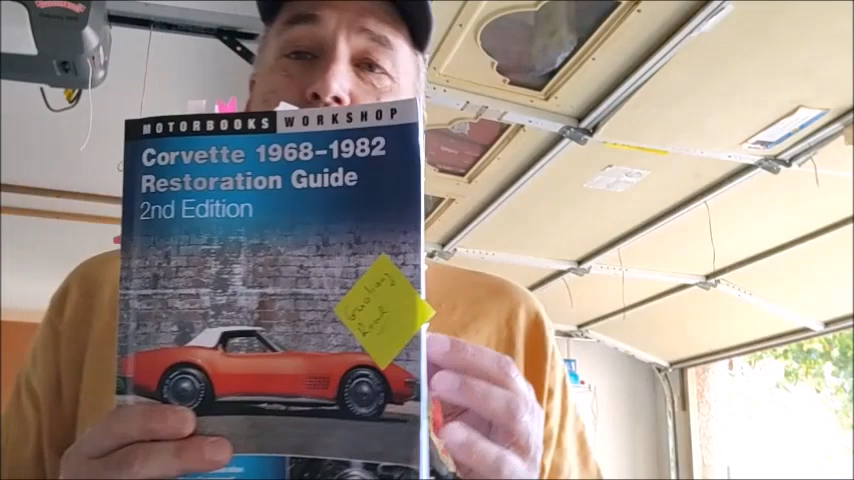 MOTORBOOKS WORKSHOP
Corvette 1968–1982
Restoration Guide
2nd Edition